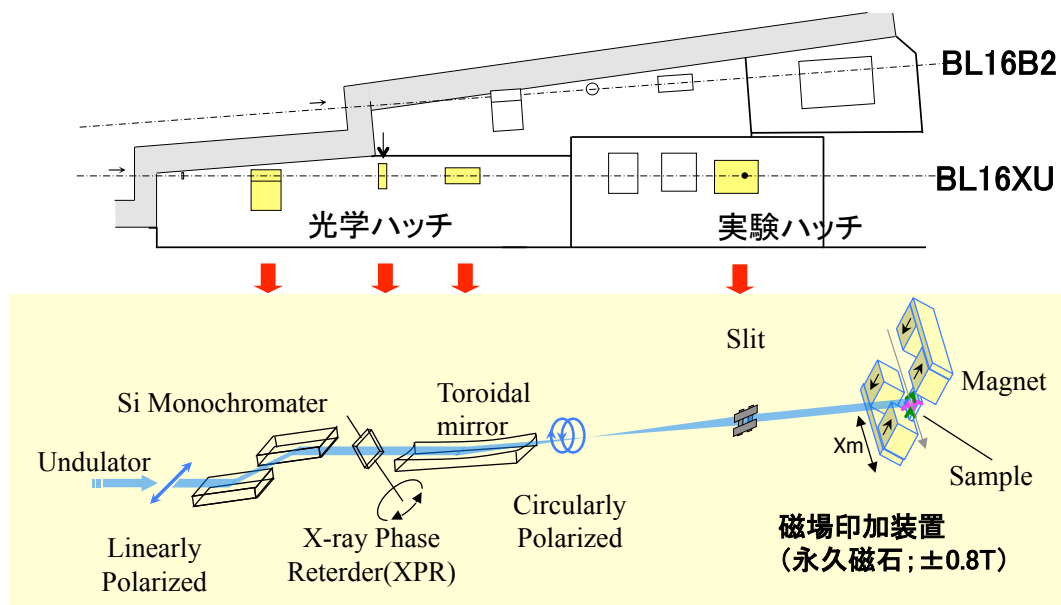 BL16B2
BL16XU
光学ハッチ
実験ハッチ
Slit
Magnet
Toroidal
mirror
Si Monochromater
Xm
Undulator
Sample
Circularly
Polarized
X-ray Phase
Reterder(XPR)
Linearly
Polarized
磁場印加装置
（永久磁石；±0.8T）